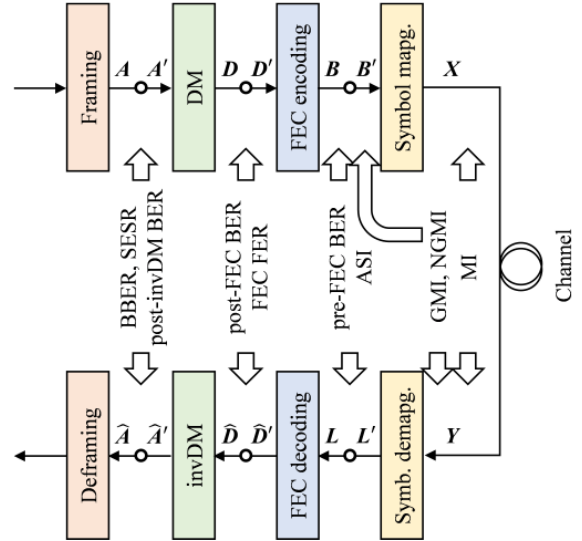 Framing
A
A′
DM
D
D′
FEC encoding
B
B′
Symbol mapg.
X
BBER, SESR
post-invDM BER
post-FEC BER
FEC FER
pre-FEC BER
ASI
GMI, NGMI
MI
Channel
Deframing
Â
Â′
invDM
D̂
D̂′
FEC decoding
L
L′
Symb. demapg.
Y